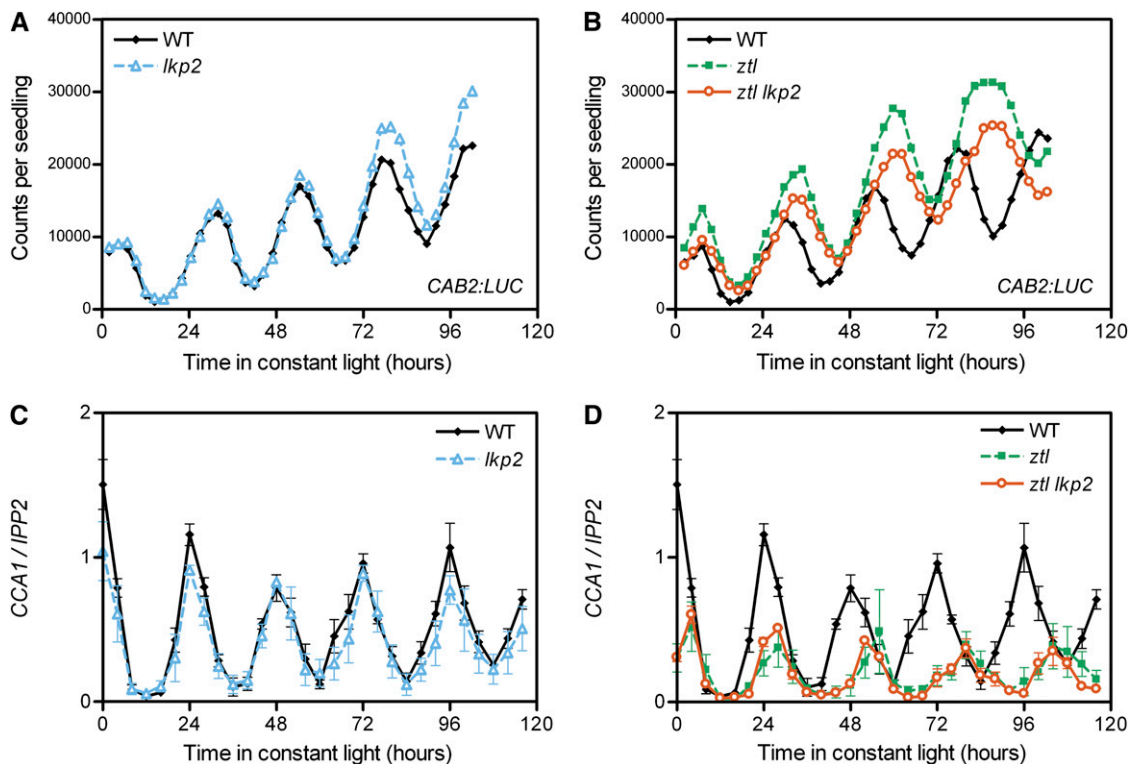 A
40000
30000
20000
10000
0
Counts per seedling
WT
lkp2
CAB2:LUC
0 24 48 72 96 120
Time in constant light (hours)
B
40000
30000
20000
10000
0
Counts per seedling
WT
ztl
ztl lkp2
CAB2:LUC
0 24 48 72 96 120
Time in constant light (hours)
C
2
1
0
CCA1 / IPP2
WT
lkp2
0 24 48 72 96 120
Time in constant light (hours)
D
2
1
0
CCA1 / IPP2
WT
ztl
ztl lkp2
0 24 48 72 96 120
Time in constant light (hours)